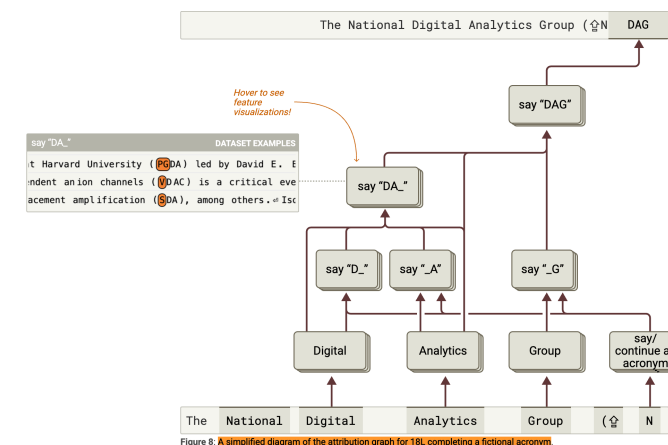 The National Digital Analytics Group (⇪N DAG
say “DAG”
Hover to see
feature
visualizations!
say “DA_” DATASET EXAMPLES
t Harvard University (PGDA) led by David E. E
ndent anion channels (VDAC) is a critical eve
acement amplification (SDA), among others.⏎ Iso
say “DA_”
say “D_” say “_A” say “_G”
Digital Analytics Group say/
continue a
acronym
The National Digital Analytics Group (⇪ N
Figure 8: A simplified diagram of the attribution graph for 18L completing a fictional acronym.